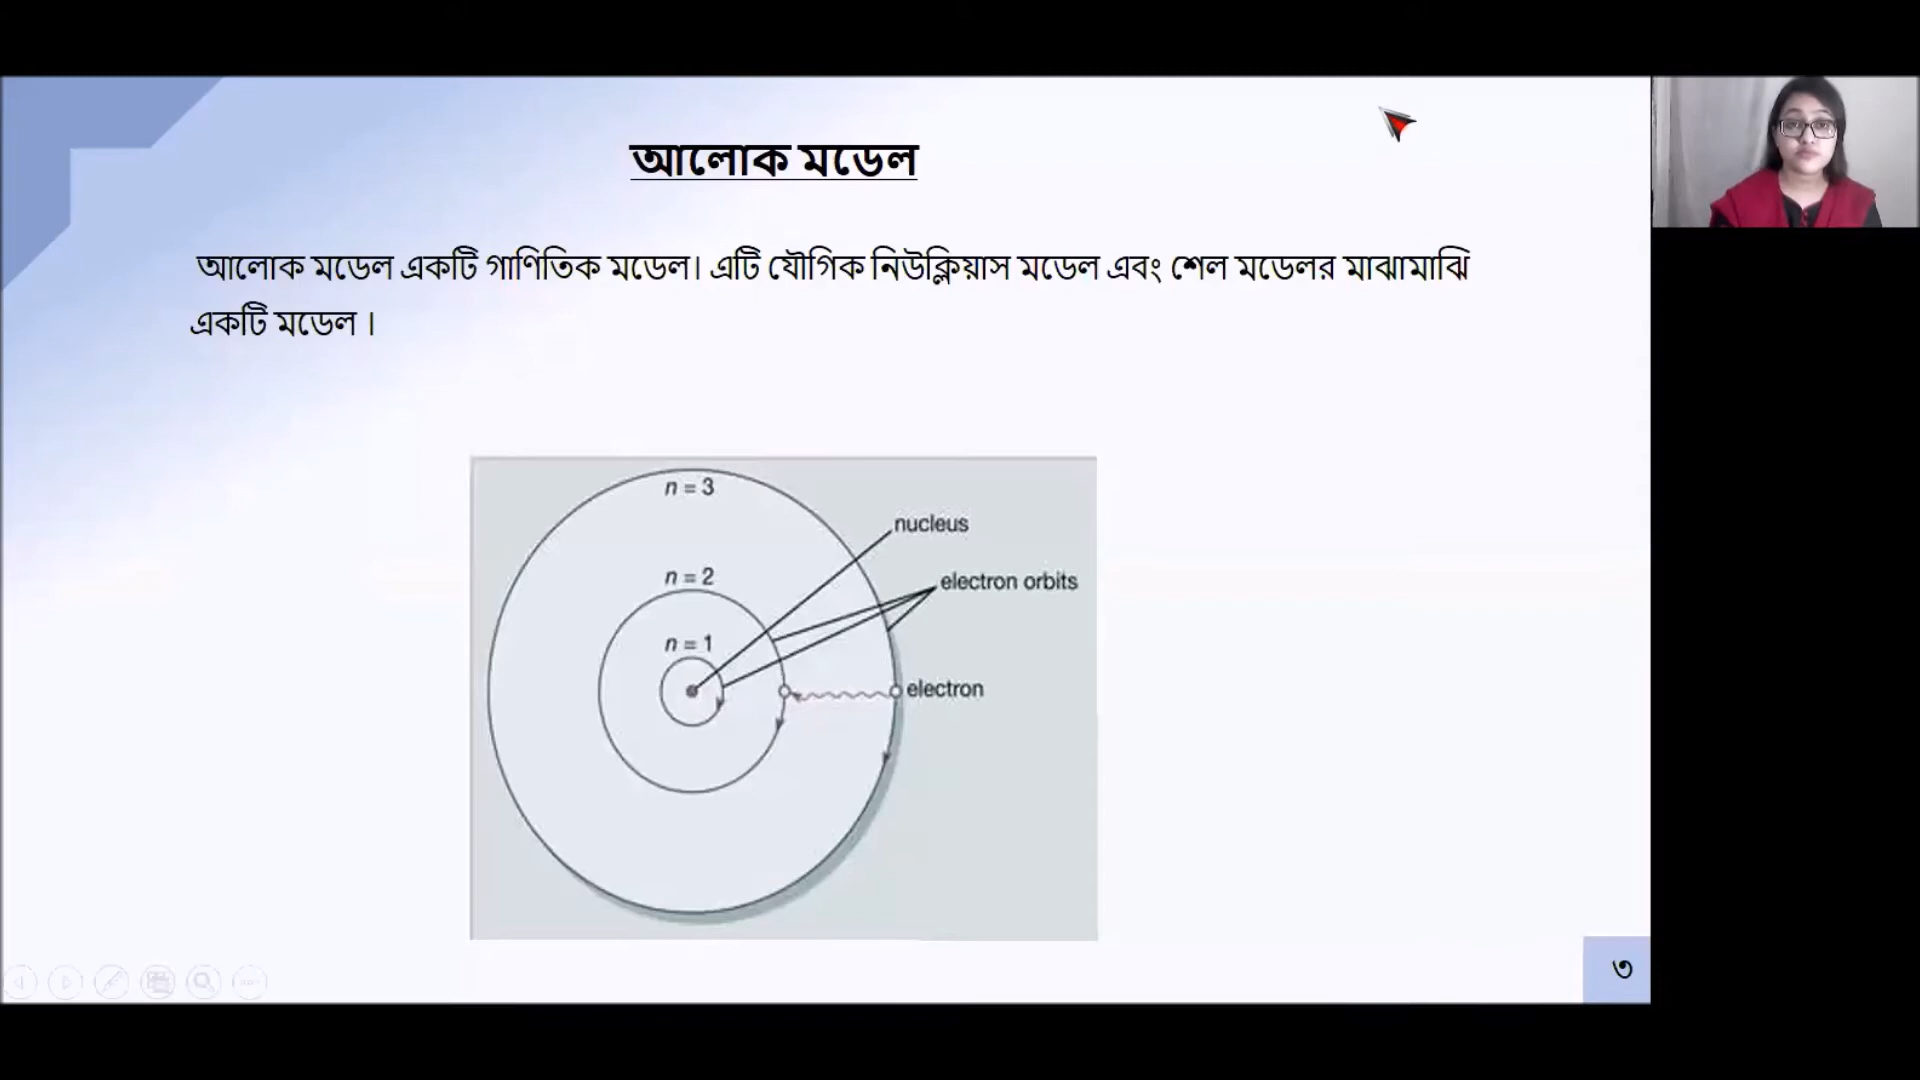 আলোক মডেল
আলোক মডেল একটি গাণিতিক মডেল। এটি যৌগিক নিউক্লিয়াস মডেল এবং শেল মডেলর মাঝামাঝি
একটি মডেল ।
n = 3
nucleus
n = 2
electron orbits
n = 1
electron
৩